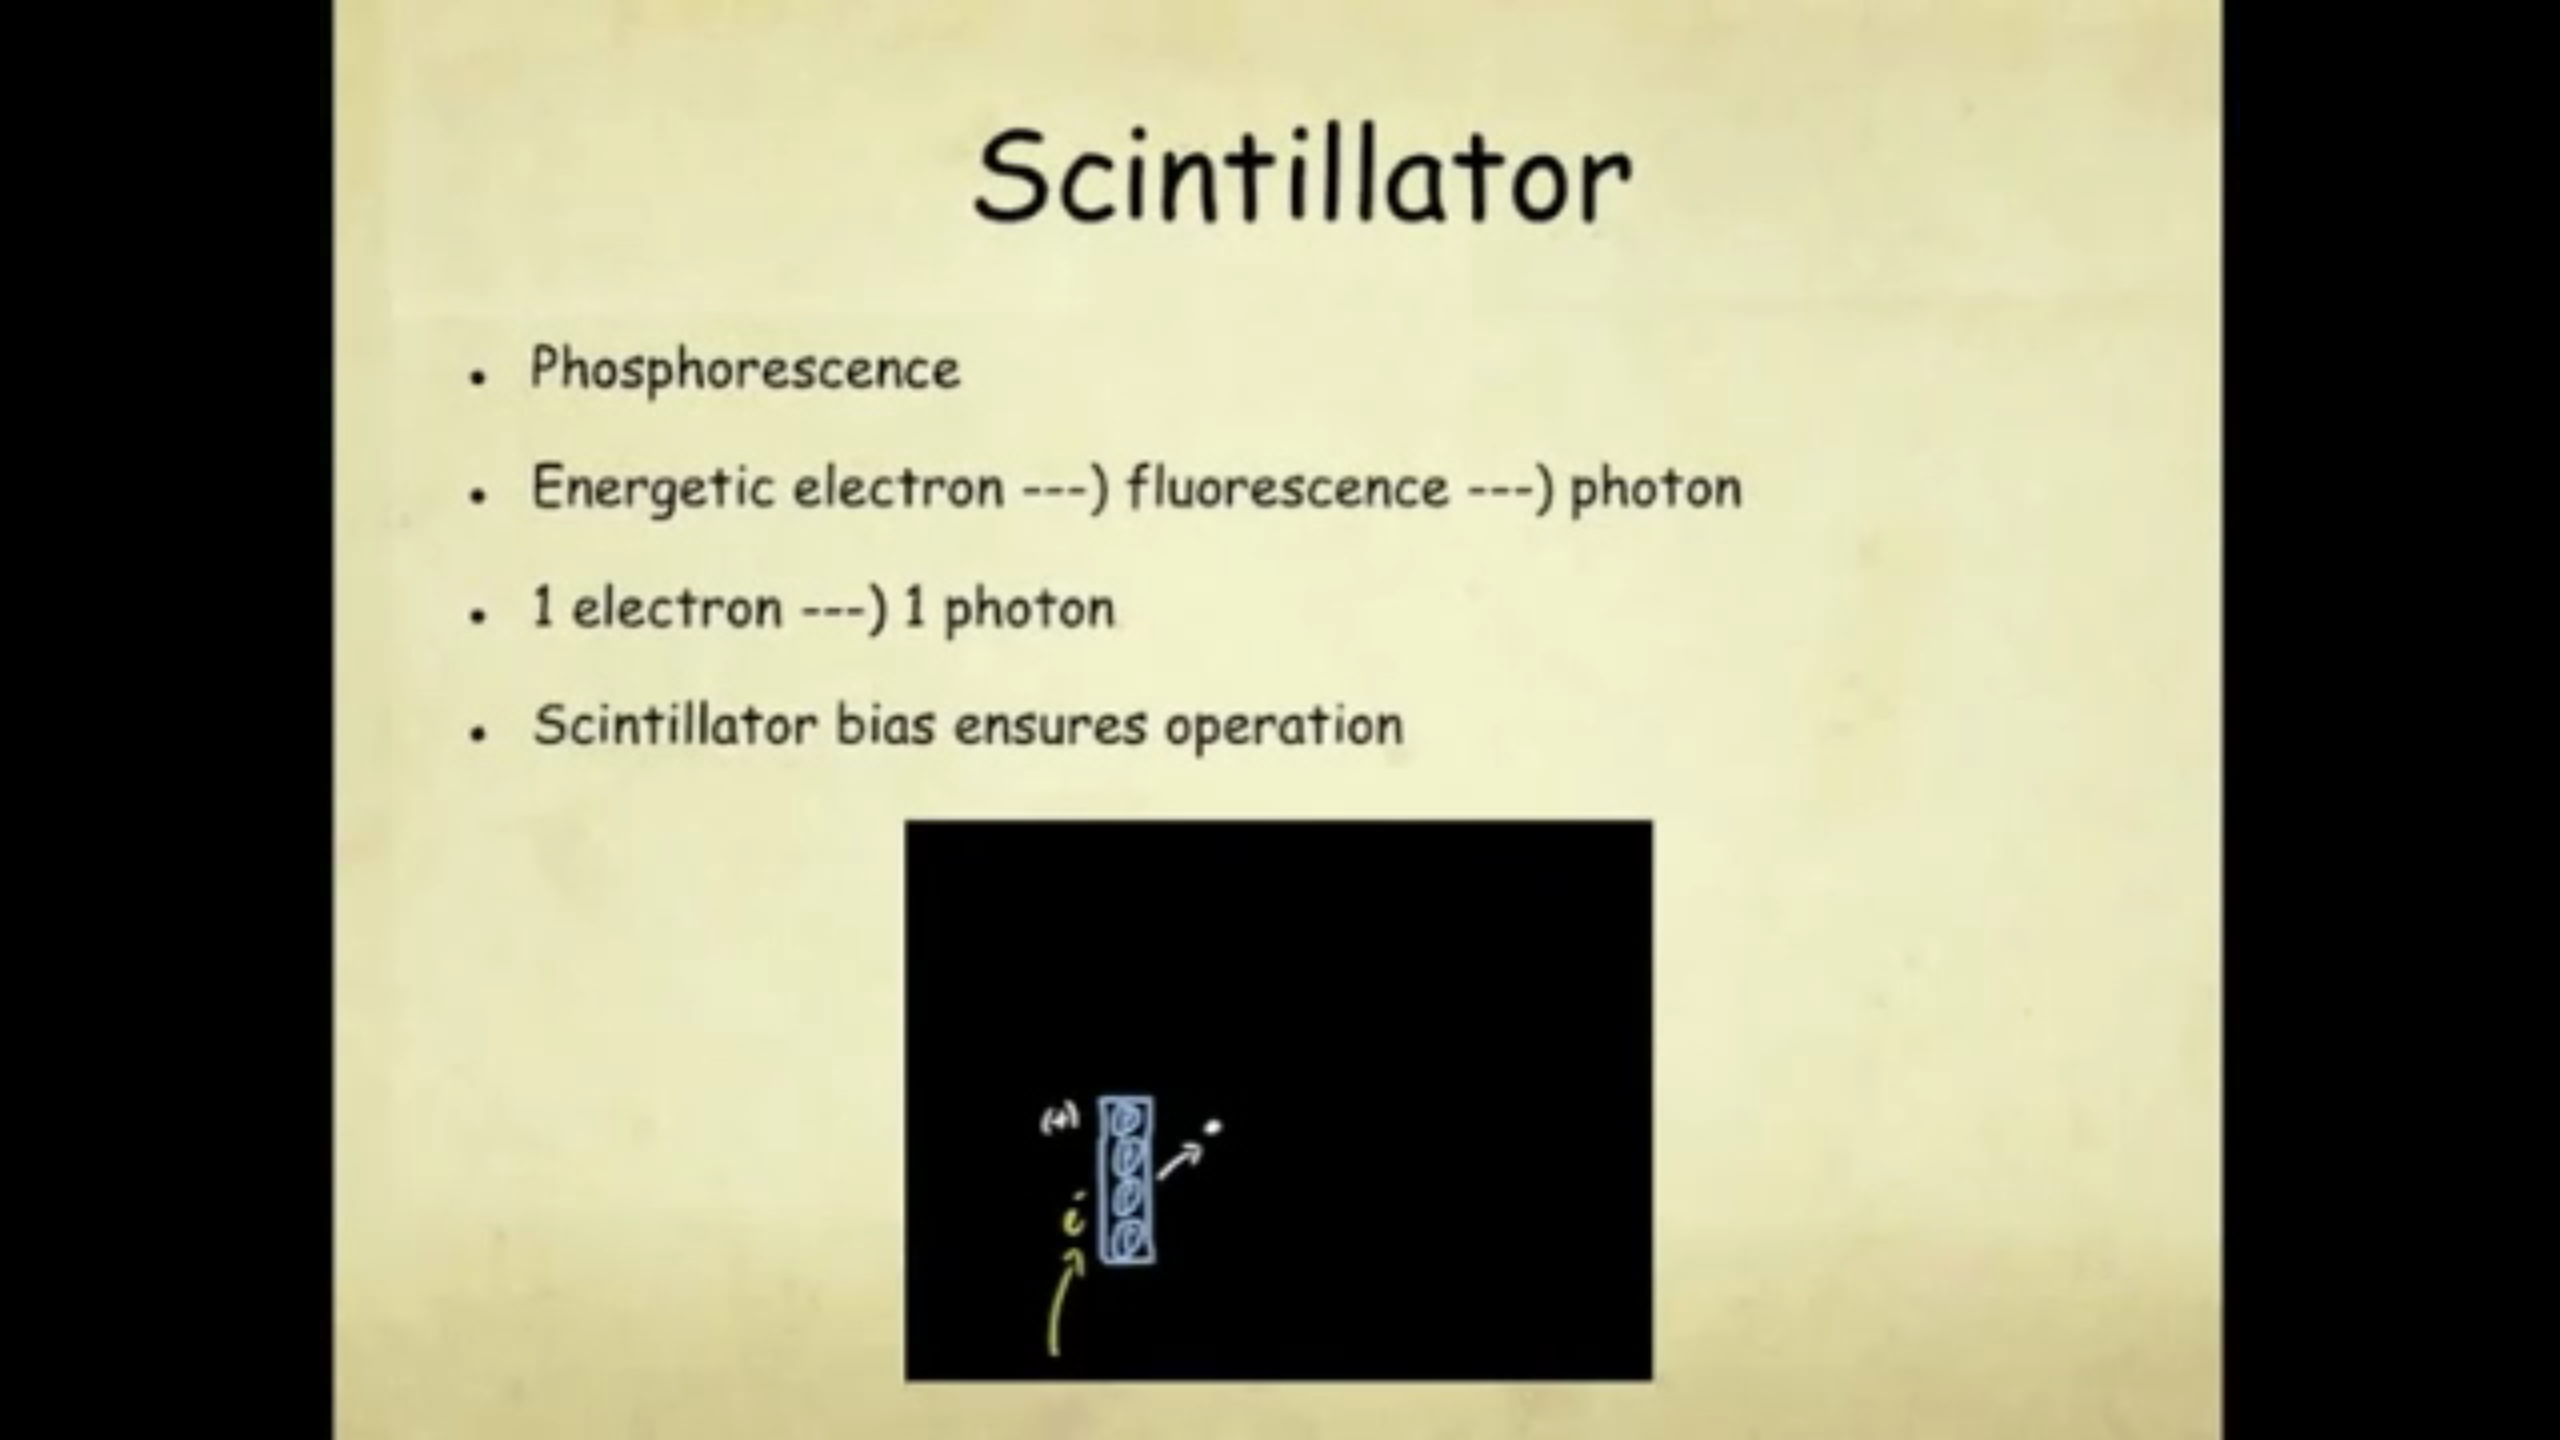 Scintillator
. Phosphorescence
. Energetic electron ---) fluorescence ---) photon
. 1 electron ---) 1 photon
. Scintillator bias ensures operation
(+)
e-